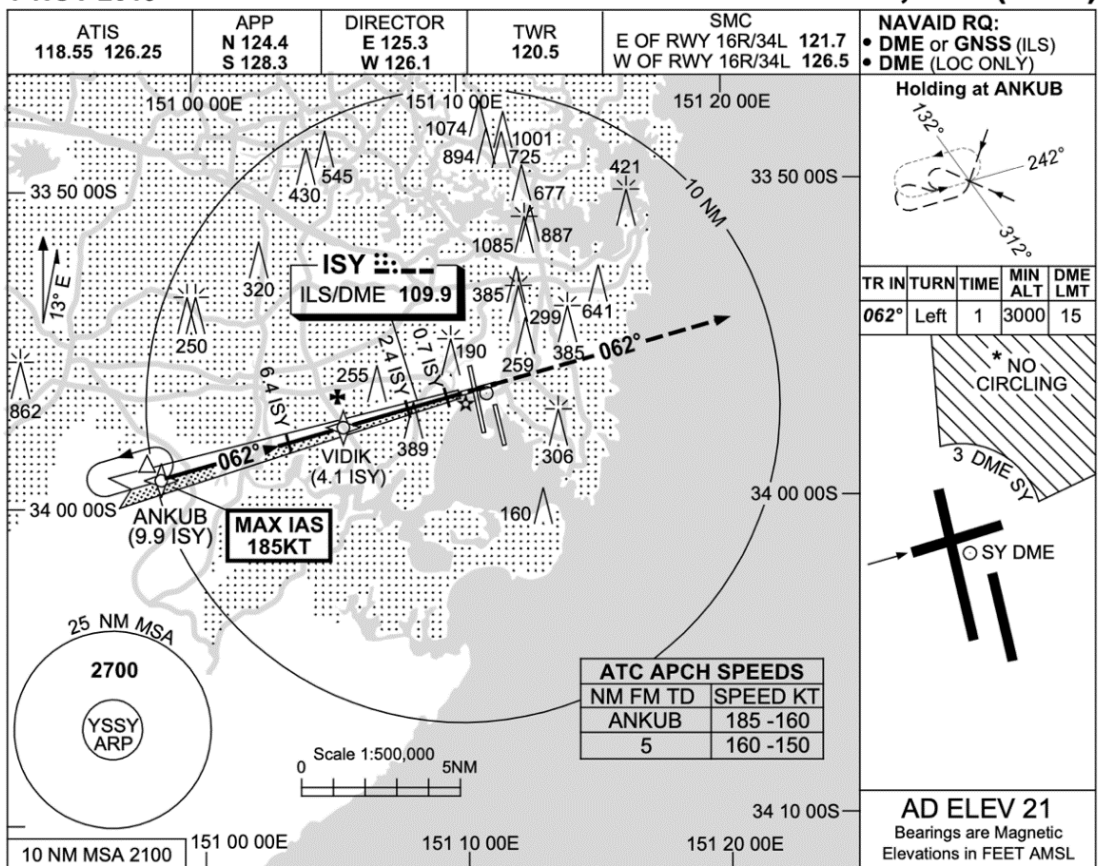 ATIS
118.55 126.25
APP
N 124.4
S 128.3
DIRECTOR
E 125.3
W 126.1
TWR
120.5
SMC
E OF RWY 16R/34L 121.7
W OF RWY 16R/34L 126.5
NAVAID RQ:
• DME or GNSS (ILS)
• DME (LOC ONLY)
151 00 00E
151 10 00E
151 20 00E
1074
1001
894
725
545
430
677
421
33 50 00S
33 50 00S
10 NM
887
1085
13° E
ISY
ILS/DME 109.9
320
385
299
641
250
190
385
259
255
862
6.4 ISY
2.4 ISY
0.7 ISY
062°
062°
VIDIK
(4.1 ISY)
389
306
160
34 00 00S
34 00 00S
ANKUB
(9.9 ISY)
MAX IAS
185KT
25 NM MSA
2700
YSSY
ARP
Scale 1:500,000
0 5NM
ATC APCH SPEEDS
NM FM TD SPEED KT
ANKUB 185 -160
5 160 -150
34 10 00S
10 NM MSA 2100
151 00 00E
151 10 00E
151 20 00E
Holding at ANKUB
132°
242°
312°
TR IN TURN TIME MIN ALT DME LMT
062° Left 1 3000 15
* NO
CIRCLING
3 DME SY
SY DME
AD ELEV 21
Bearings are Magnetic
Elevations in FEET AMSL